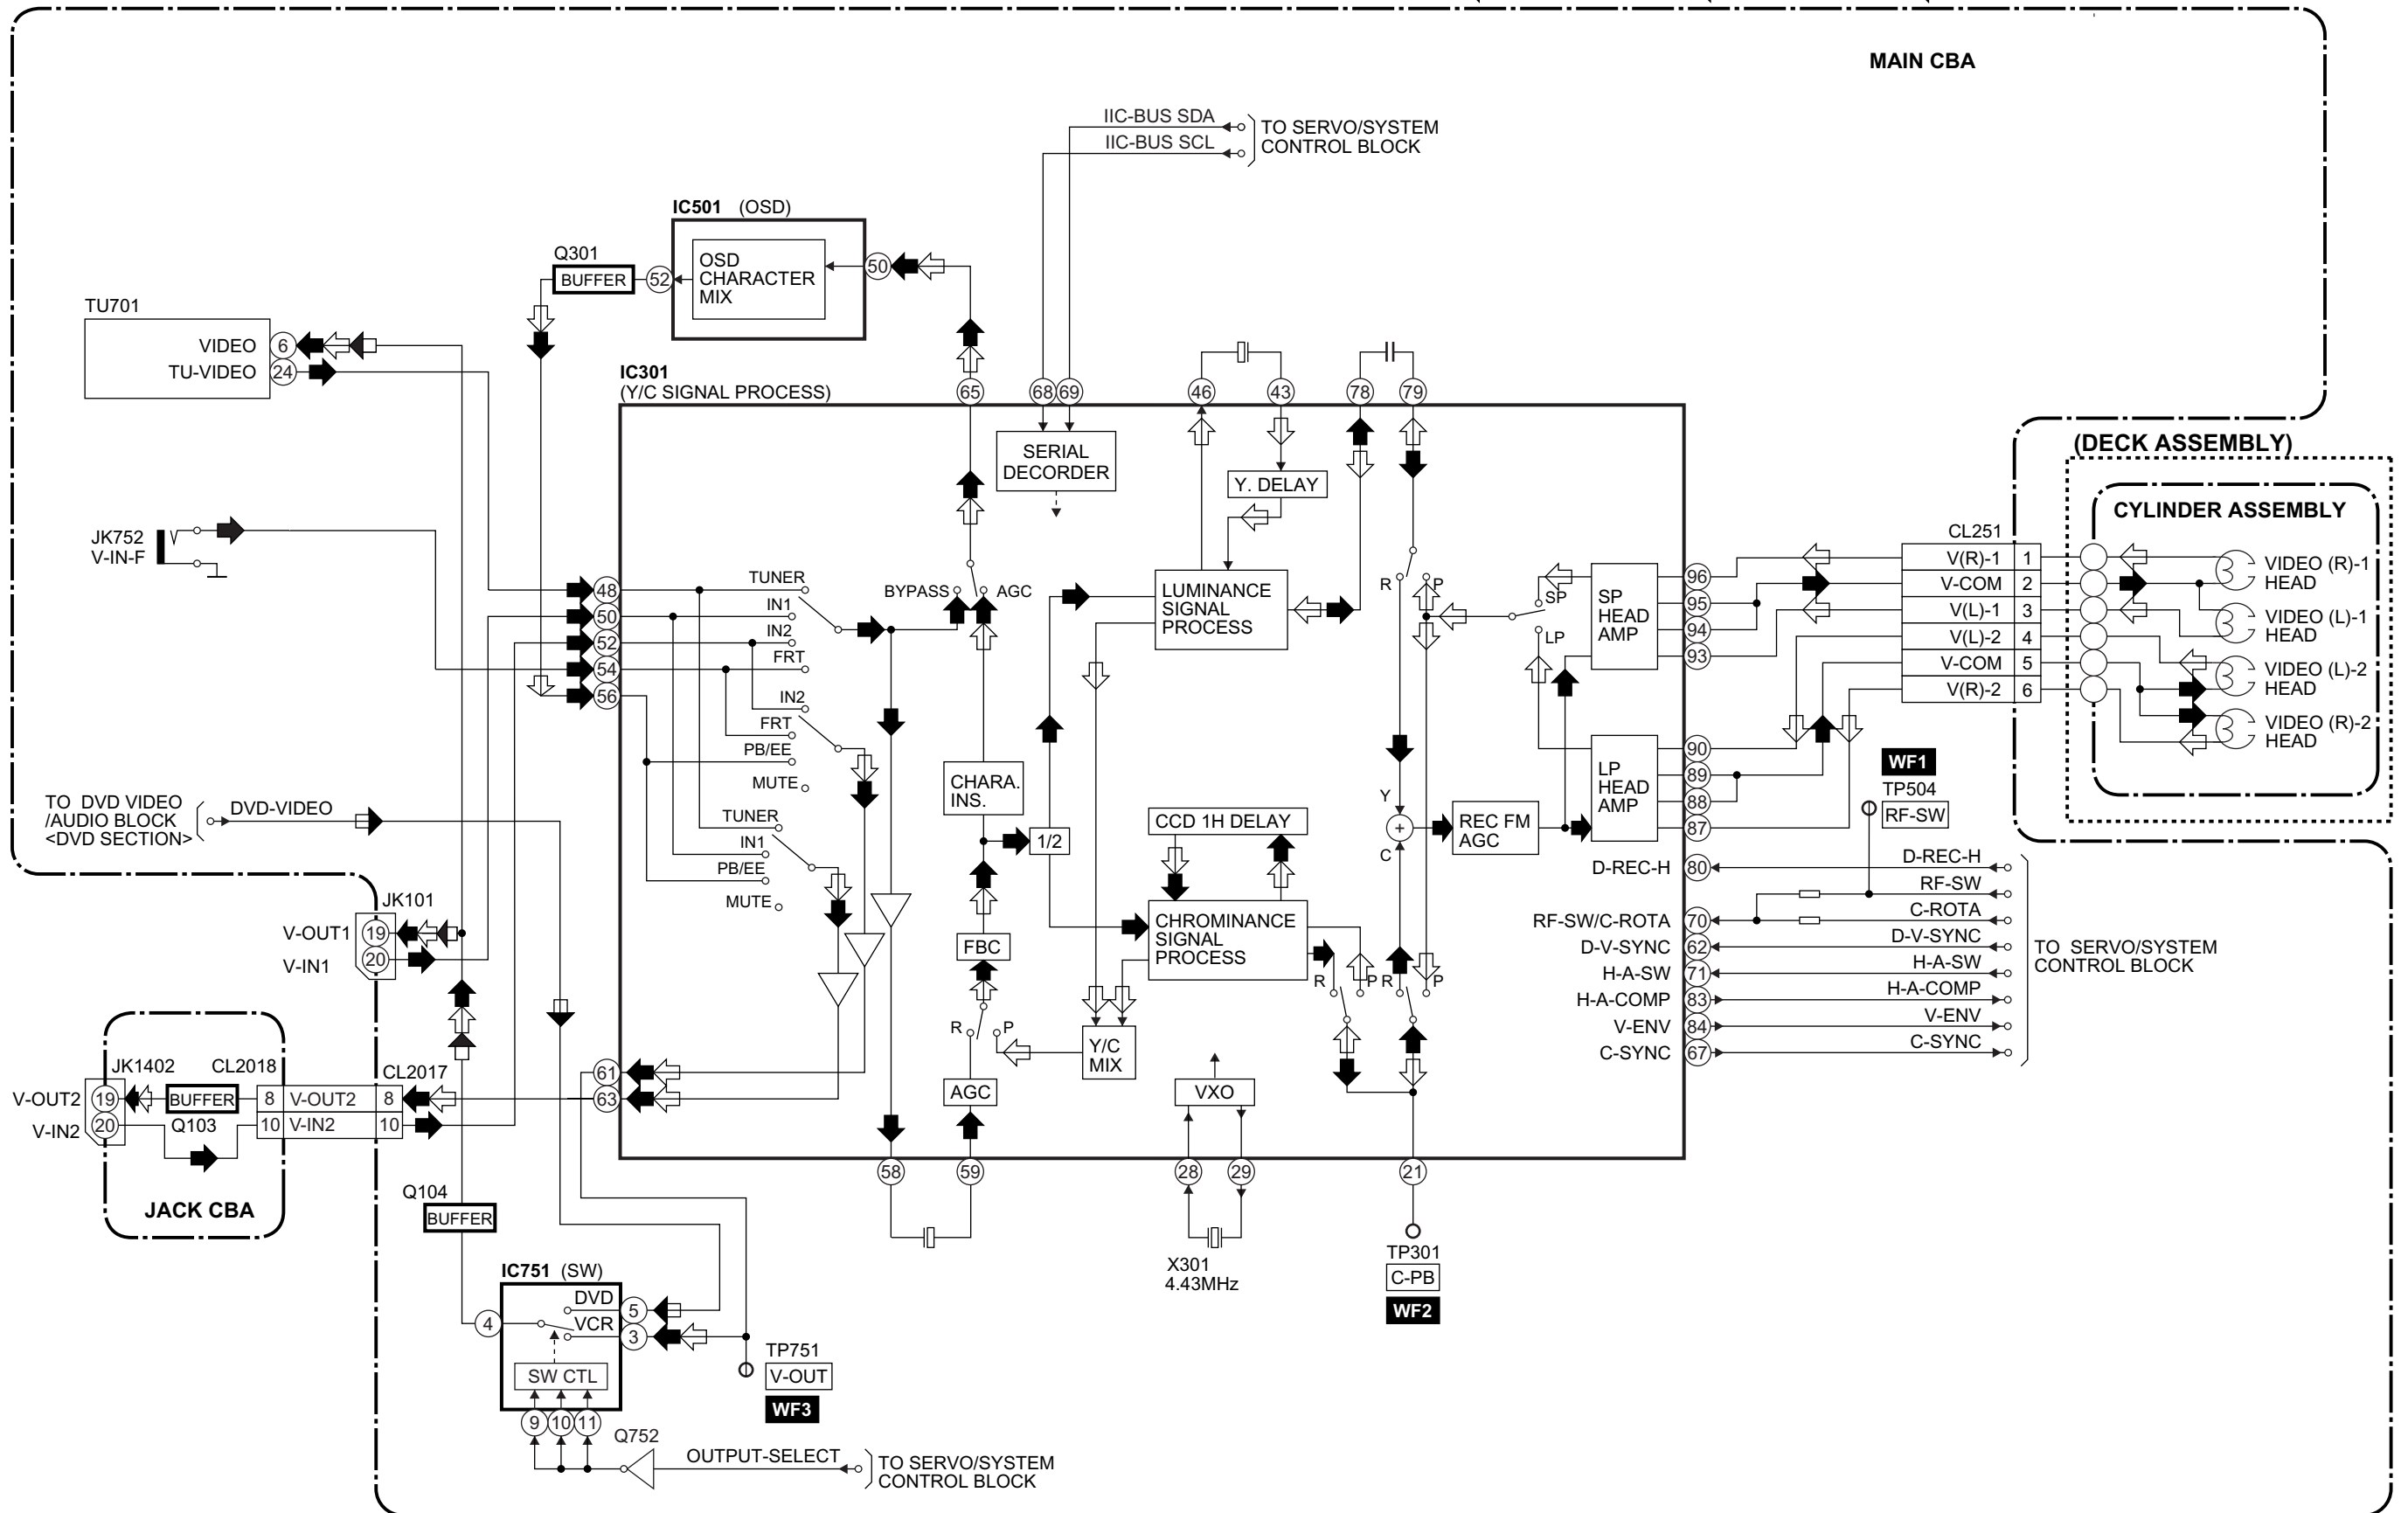 MAIN CBA
IIC-BUS SDA
IIC-BUS SCL
TO SERVO/SYSTEM
CONTROL BLOCK
IC501 (OSD)
Q301
BUFFER
52
OSD
CHARACTER
MIX
50
TU701
VIDEO 6
TU-VIDEO 24
IC301
(Y/C SIGNAL PROCESS)
65
68
69
46
43
78
79
SERIAL
DECORDER
Y. DELAY
(DECK ASSEMBLY)
CYLINDER ASSEMBLY
JK752
V-IN-F
CL251
V(R)-1 1
V-COM 2
V(L)-1 3
V(L)-2 4
V-COM 5
V(R)-2 6
VIDEO (R)-1
HEAD
VIDEO (L)-1
HEAD
VIDEO (L)-2
HEAD
VIDEO (R)-2
HEAD
48
50
52
54
56
TUNER
IN1
IN2
FRT
IN2
FRT
PB/EE
MUTE
TUNER
IN1
PB/EE
MUTE
BYPASS
AGC
LUMINANCE
SIGNAL
PROCESS
R
P
SP
LP
SP
HEAD
AMP
96
95
94
93
LP
HEAD
AMP
90
89
88
87
WF1
TP504
RF-SW
CHARA.
INS.
1/2
CCD 1H DELAY
Y
+
C
REC FM
AGC
TO DVD VIDEO
/AUDIO BLOCK
<DVD SECTION>
DVD-VIDEO
D-REC-H 80 D-REC-H
RF-SW
RF-SW/C-ROTA 70 C-ROTA
D-V-SYNC 62 D-V-SYNC
H-A-SW 71 H-A-SW
H-A-COMP 83 H-A-COMP
V-ENV 84 V-ENV
C-SYNC 67 C-SYNC
TO SERVO/SYSTEM
CONTROL BLOCK
JK101
V-OUT1 19
V-IN1 20
FBC
CHROMINANCE
SIGNAL
PROCESS
R
P
R
P
R
P
Y/C
MIX
AGC
VXO
61
63
JK1402
CL2018
CL2017
V-OUT2 19
BUFFER
8 V-OUT2 8
V-IN2 20
Q103
10 V-IN2 10
JACK CBA
58
59
28
29
21
Q104
BUFFER
X301
4.43MHz
TP301
C-PB
WF2
IC751 (SW)
DVD 5
4
VCR 3
SW CTL
9
10
11
TP751
V-OUT
WF3
Q752
OUTPUT-SELECT
TO SERVO/SYSTEM
CONTROL BLOCK